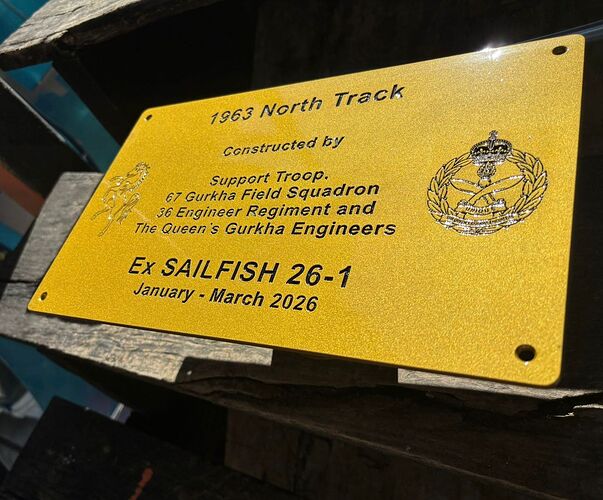 1963 North Track
Constructed by
Support Troop.
67 Gurkha Field Squadron
36 Engineer Regiment and
The Queen's Gurkha Engineers
Ex SAILFISH 26-1
January - March 2026